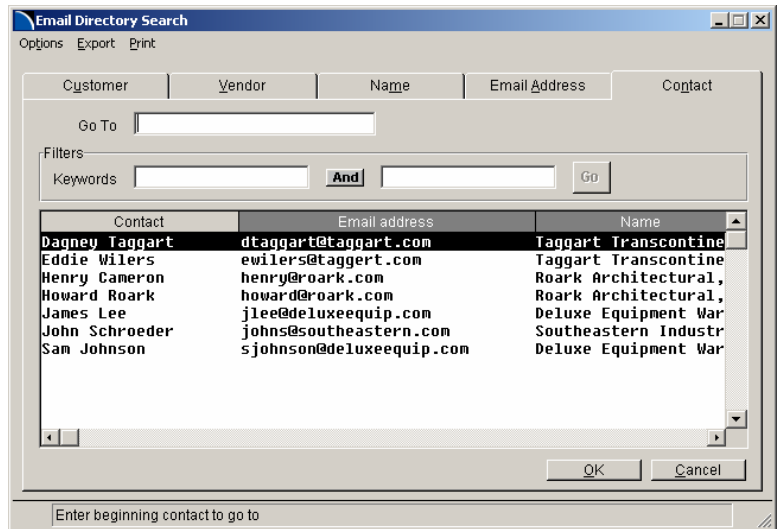 Email Directory Search
Options Export Print
Customer Vendor Name Email Address Contact
Go To
Filters
Keywords And Go
Contact Email address Name
Dagney Taggart dtaggart@taggart.com Taggart Transcontine
Eddie Wilers ewilers@taggert.com Taggart Transcontine
Henry Cameron henry@roark.com Roark Architectural,
Howard Roark howard@roark.com Roark Architectural,
James Lee jlee@deluxeequip.com Deluxe Equipment War
John Schroeder johns@southeastern.com Southeastern Industr
Sam Johnson sjohnson@deluxeequip.com Deluxe Equipment War
OK Cancel
Enter beginning contact to go to